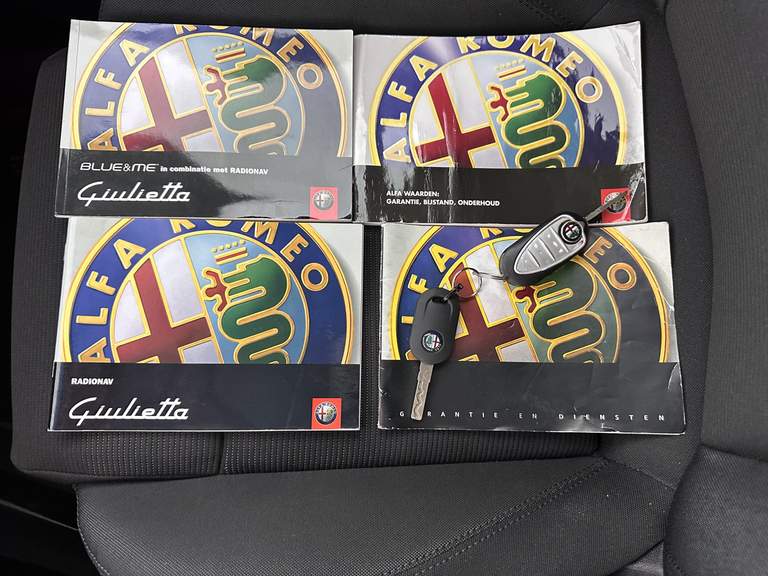 ALFA ROMEO
BLUE&ME in combinatie met RADIONAV
Giulietta
ALFA ROMEO
ALFA WAARDEN:
GARANTIE, BIJSTAND, ONDERHOUD
ALFA ROMEO
RADIONAV
Giulietta
ALFA ROMEO
GARANTIE EN DIENSTEN